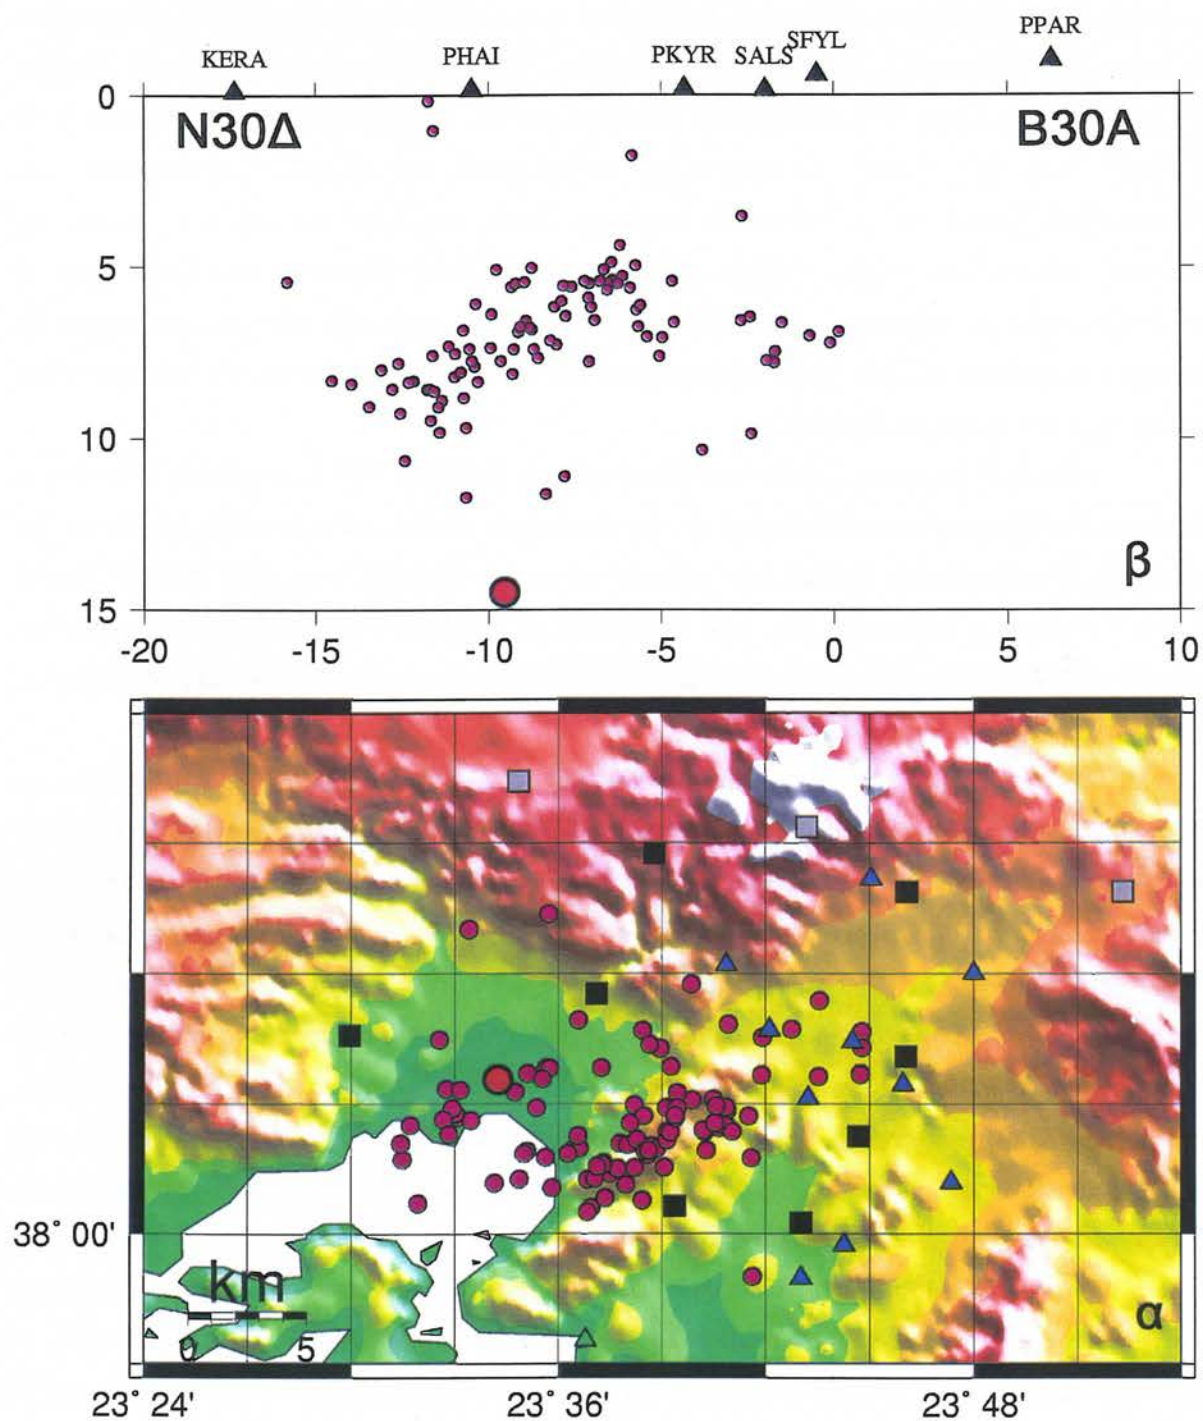 PPAR
SFYL
KERA PHAI PKYR SALS
0
N30Δ B30A
5
10
β
15
-20 -15 -10 -5 0 5 10
38° 00'
km
0 5
α
23° 24' 23° 36' 23° 48'